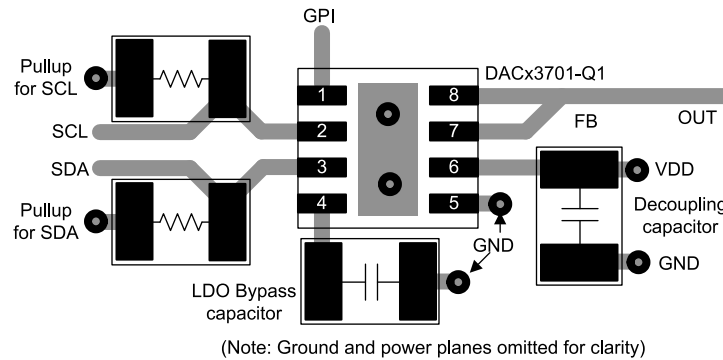 GPI
Pullup
for SCL
DACx3701-Q1
1
8
SCL
2
7
FB
OUT
SDA
3
6
VDD
Pullup
for SDA
4
5
Decoupling
capacitor
GND
GND
LDO Bypass
capacitor
(Note: Ground and power planes omitted for clarity)